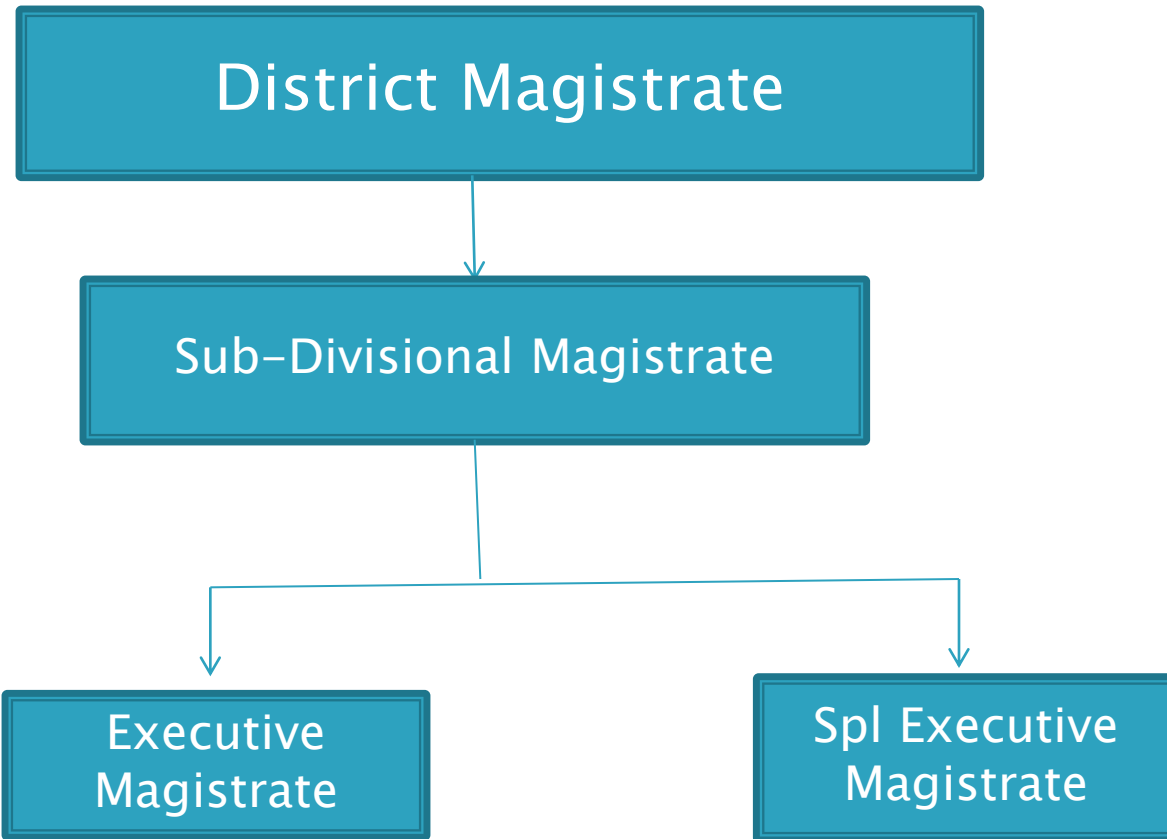 District Magistrate
Sub-Divisional Magistrate
Executive
Magistrate
Spl Executive
Magistrate